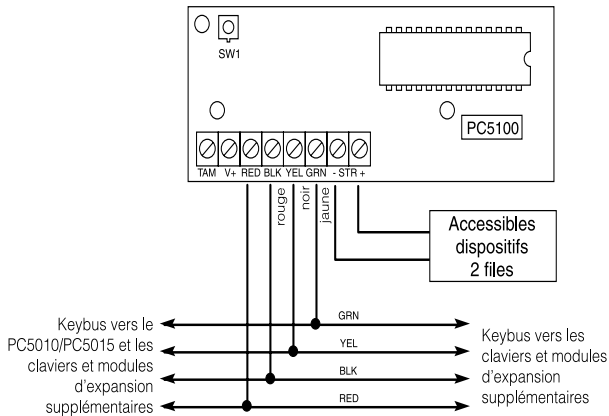 SW1
PC5100
TAM V+ RED BLK YEL GRN - STR +
rouge
noir
jaune
Accessibles
dispositifs
2 files
Keybus vers le
PC5010/PC5015 et les
claviers et modules
d'expansion
supplémentaires
GRN
YEL
BLK
RED
Keybus vers les
claviers et modules
d'expansion
supplémentaires